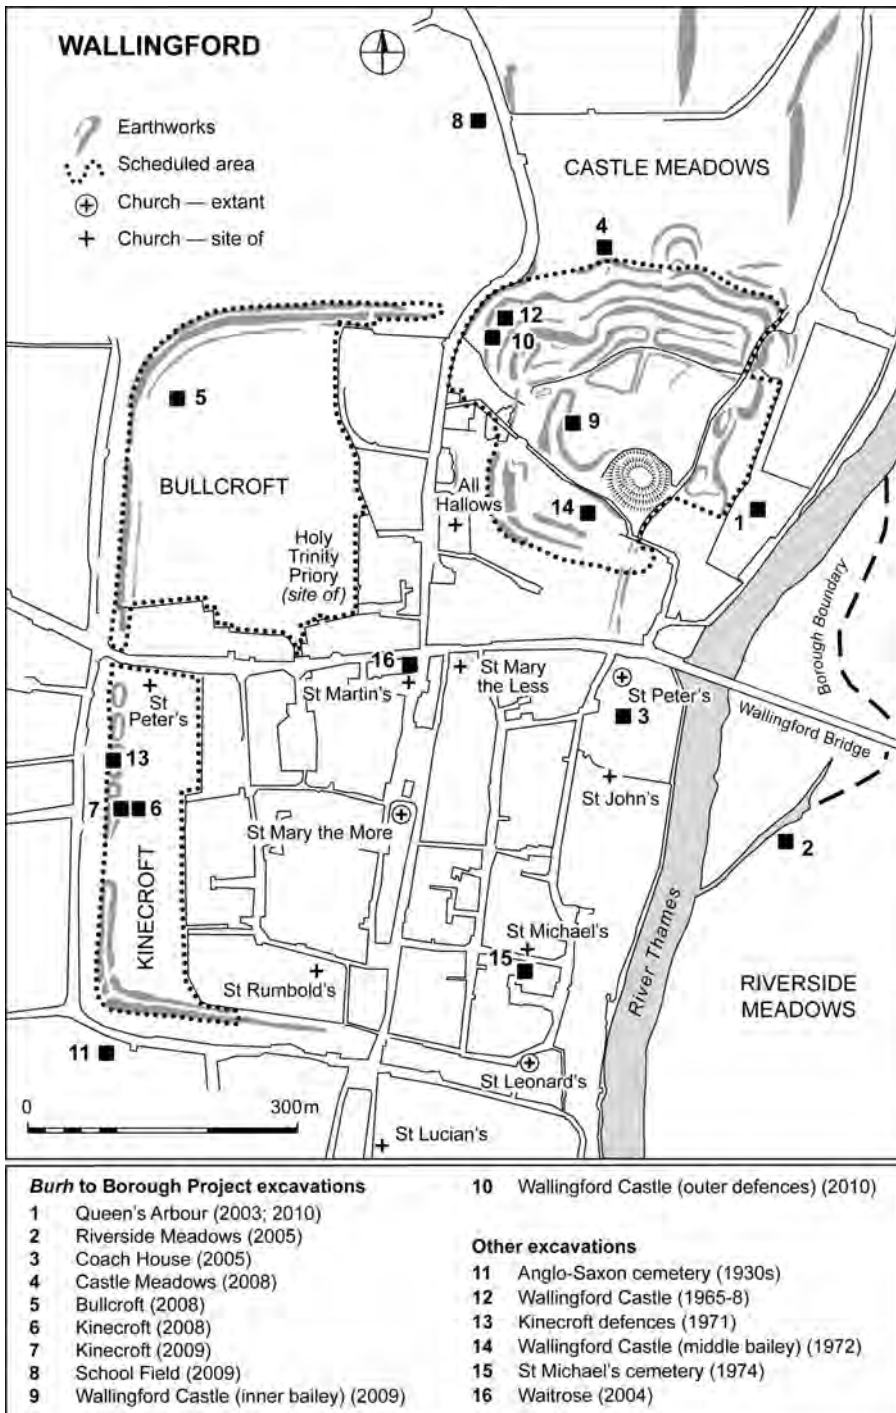 WALLINGFORD
Earthworks
Scheduled area
Church — extant
Church — site of
8
CASTLE MEADOWS
4
12
10
5
9
BULLCROFT
All
Hallows
14
1
Holy
Trinity
Priory
(site of)
Borough Boundary
16
St Martin's
St Mary
the Less
St Peter's
St
Peter's
3
Wallingford Bridge
13
St John's
7
6
St Mary the More
2
KINECROFT
St Michael's
River Thames
15
St Rumbold's
RIVERSIDE
MEADOWS
11
St Leonard's
0
300m
St Lucian's
Burh to Borough Project excavations
1 Queen's Arbour (2003; 2010)
2 Riverside Meadows (2005)
3 Coach House (2005)
4 Castle Meadows (2008)
5 Bullcroft (2008)
6 Kinecroft (2008)
7 Kinecroft (2009)
8 School Field (2009)
9 Wallingford Castle (inner bailey) (2009)
10 Wallingford Castle (outer defences) (2010)
Other excavations
11 Anglo-Saxon cemetery (1930s)
12 Wallingford Castle (1965-8)
13 Kinecroft defences (1971)
14 Wallingford Castle (middle bailey) (1972)
15 St Michael's cemetery (1974)
16 Waitrose (2004)